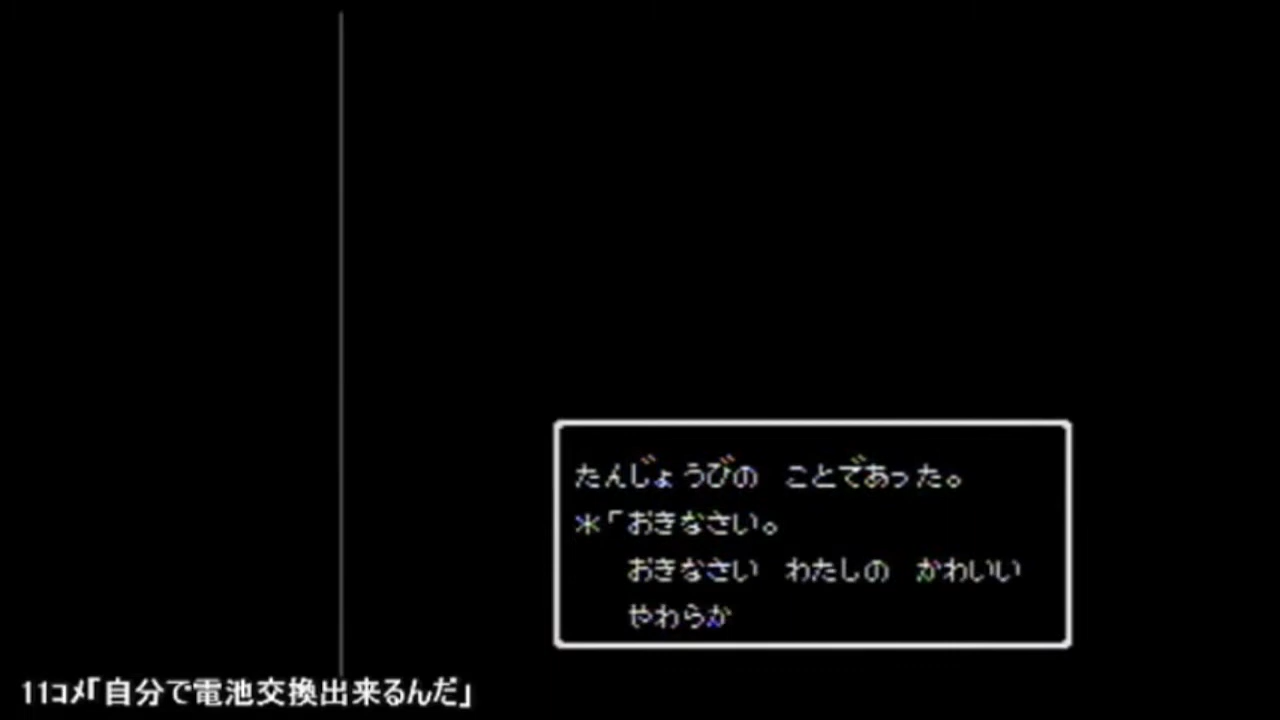 たんじょうびの ことであった。
＊「おきなさい。
おきなさい わたしの かわいい
やわらか
11ｺﾒ｢自分で電池交換出来るんだ｣